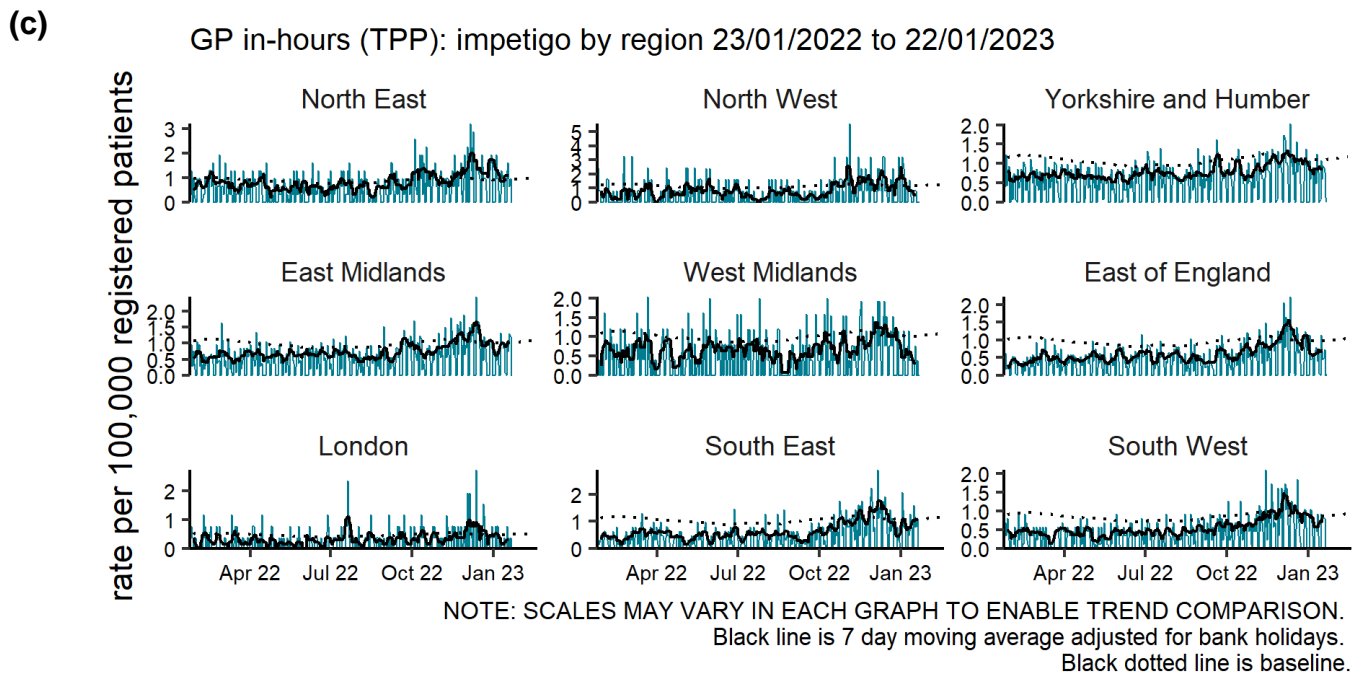 (c)
GP in-hours (TPP): impetigo by region 23/01/2022 to 22/01/2023
rate per 100,000 registered patients
North East
3
2
1
0
North West
5
4
3
2
1
0
Yorkshire and Humber
2.0
1.5
1.0
0.5
0.0
East Midlands
2.0
1.5
1.0
0.5
0.0
West Midlands
2.0
1.5
1.0
0.5
0.0
East of England
2.0
1.5
1.0
0.5
0.0
London
2
1
0
South East
2
1
0
South West
2.0
1.5
1.0
0.5
0.0
Apr 22 Jul 22 Oct 22 Jan 23
Apr 22 Jul 22 Oct 22 Jan 23
Apr 22 Jul 22 Oct 22 Jan 23
NOTE: SCALES MAY VARY IN EACH GRAPH TO ENABLE TREND COMPARISON.
Black line is 7 day moving average adjusted for bank holidays.
Black dotted line is baseline.